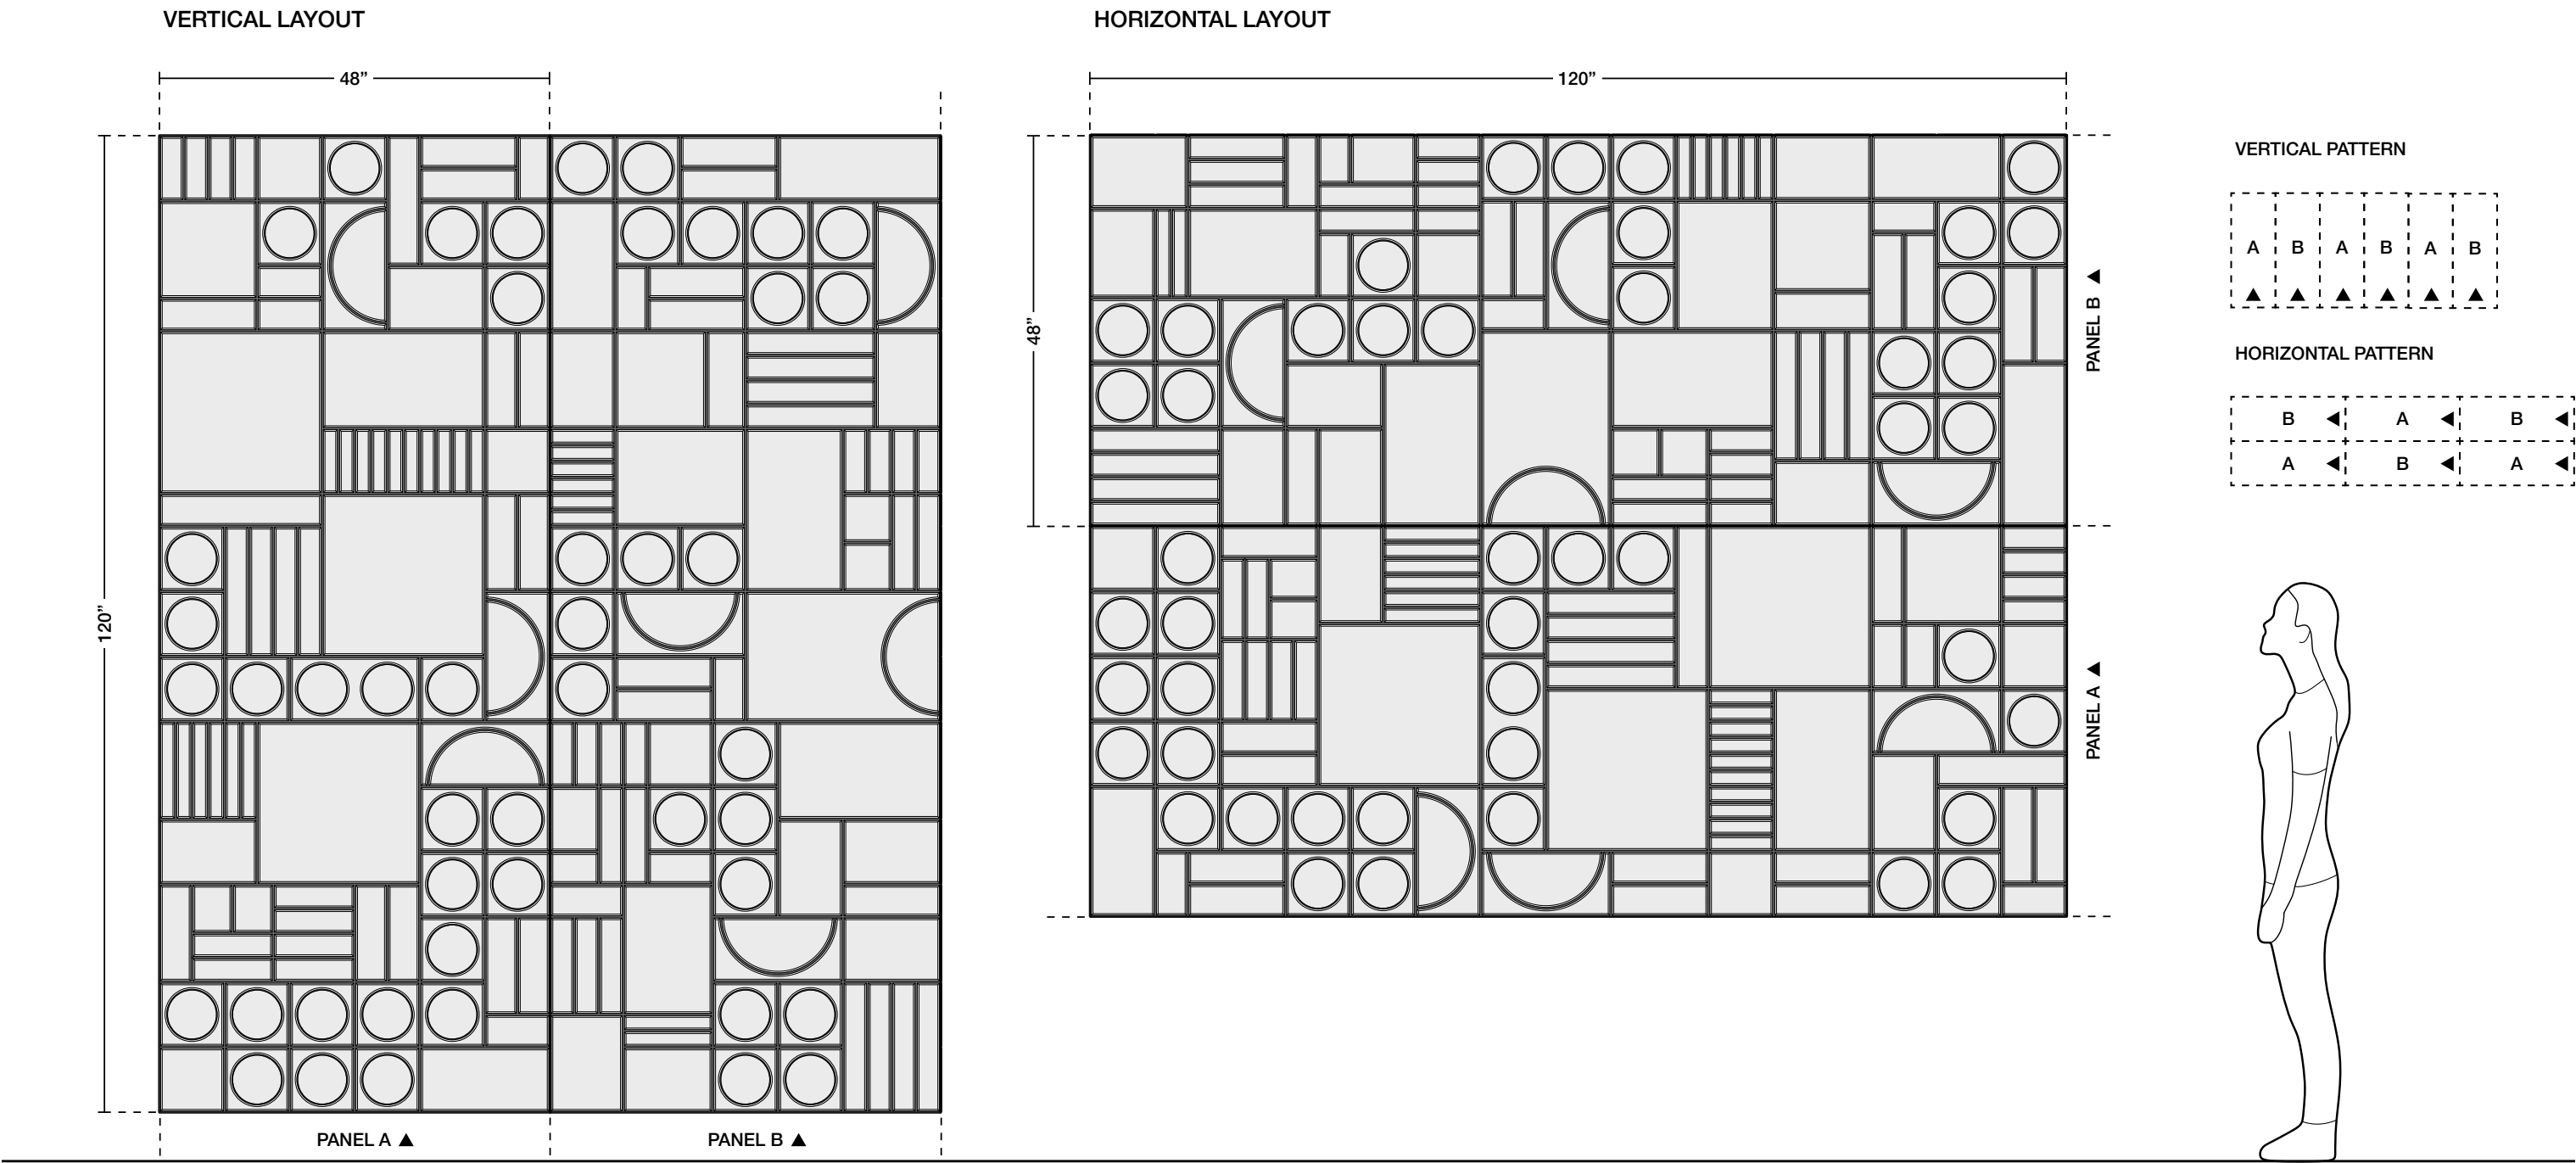 VERTICAL LAYOUT
48”
120”
PANEL A ▲
PANEL B ▲
HORIZONTAL LAYOUT
120”
48”
PANEL B ▲
PANEL A ▲
VERTICAL PATTERN
A B A B A B
▲ ▲ ▲ ▲ ▲ ▲
HORIZONTAL PATTERN
B ◀ A ◀ B ◀
A ◀ B ◀ A ◀